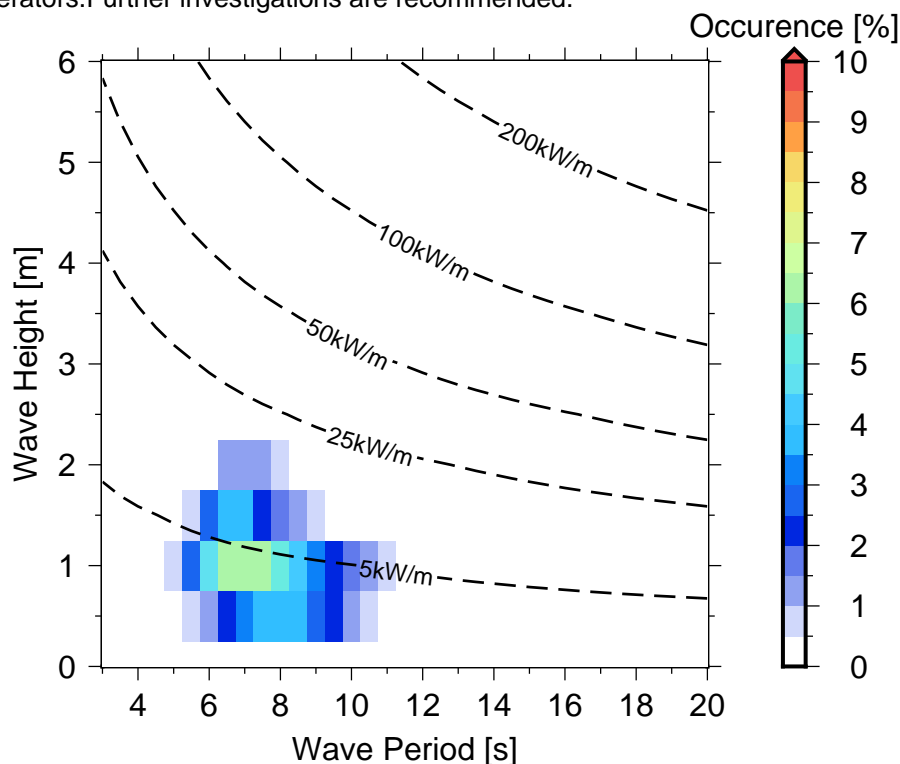 erators.Further investigations are recommended.
Occurence [%]
6
5
4
3
2
1
0
Wave Height [m]
200kW/m
100kW/m
50kW/m
25kW/m
5kW/m
4 6 8 10 12 14 16 18 20
Wave Period [s]
10
9
8
7
6
5
4
3
2
1
0